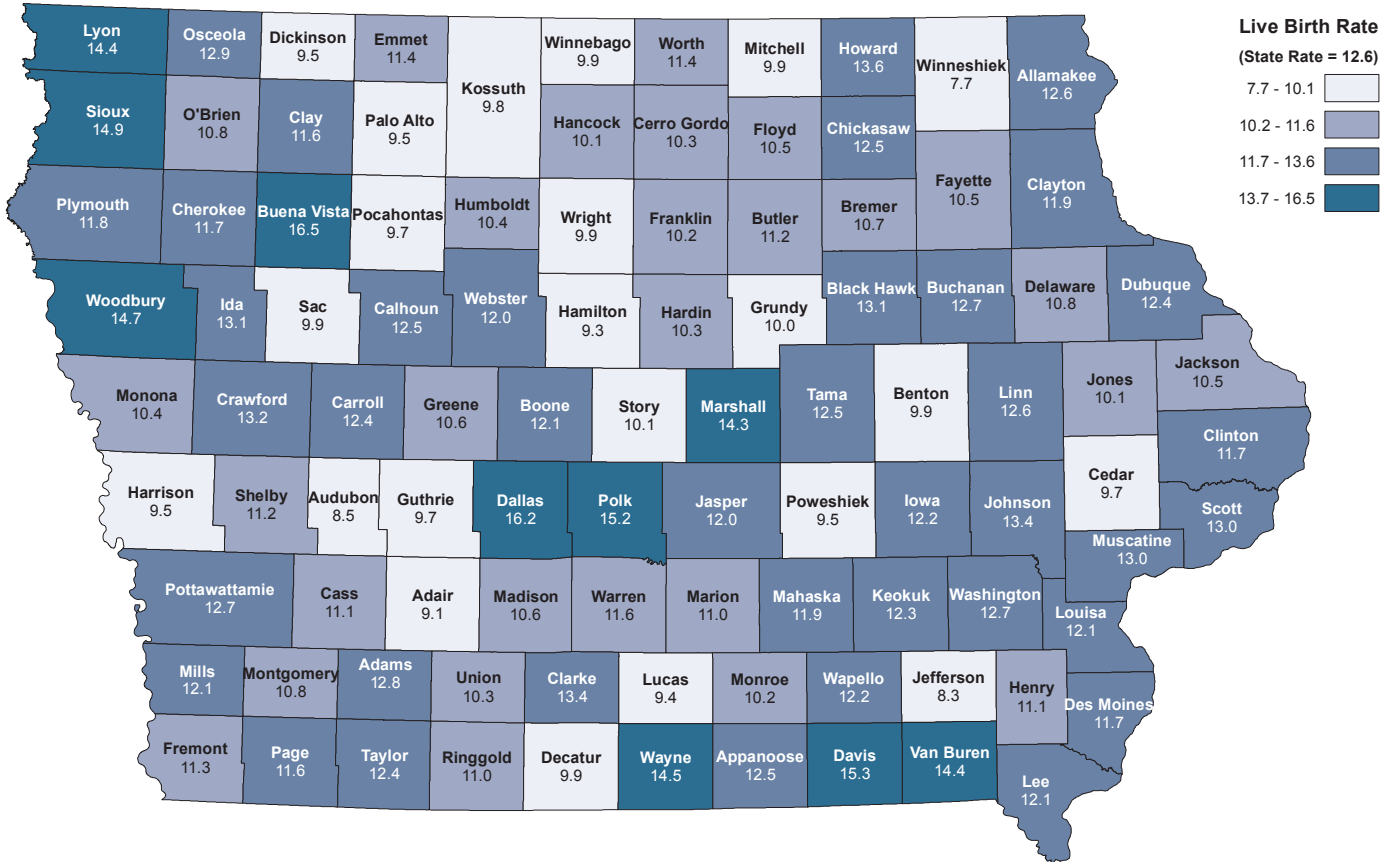 Live Birth Rate
(State Rate = 12.6)
7.7 - 10.1
10.2 - 11.6
11.7 - 13.6
13.7 - 16.5
Lyon
14.4
Osceola
12.9
Dickinson
9.5
Emmet
11.4
Kossuth
9.8
Winnebago
9.9
Worth
11.4
Mitchell
9.9
Howard
13.6
Winneshiek
7.7
Allamakee
12.6
Sioux
14.9
O'Brien
10.8
Clay
11.6
Palo Alto
9.5
Hancock
10.1
Cerro Gordo
10.3
Floyd
10.5
Chickasaw
12.5
Plymouth
11.8
Cherokee
11.7
Buena Vista
16.5
Pocahontas
9.7
Humboldt
10.4
Wright
9.9
Franklin
10.2
Butler
11.2
Bremer
10.7
Fayette
10.5
Clayton
11.9
Woodbury
14.7
Ida
13.1
Sac
9.9
Calhoun
12.5
Webster
12.0
Hamilton
9.3
Hardin
10.3
Grundy
10.0
Black Hawk
13.1
Buchanan
12.7
Delaware
10.8
Dubuque
12.4
Monona
10.4
Crawford
13.2
Carroll
12.4
Greene
10.6
Boone
12.1
Story
10.1
Marshall
14.3
Tama
12.5
Benton
9.9
Linn
12.6
Jones
10.1
Jackson
10.5
Clinton
11.7
Harrison
9.5
Shelby
11.2
Audubon
8.5
Guthrie
9.7
Dallas
16.2
Polk
15.2
Jasper
12.0
Poweshiek
9.5
Iowa
12.2
Johnson
13.4
Cedar
9.7
Scott
13.0
Muscatine
13.0
Pottawattamie
12.7
Cass
11.1
Adair
9.1
Madison
10.6
Warren
11.6
Marion
11.0
Mahaska
11.9
Keokuk
12.3
Washington
12.7
Louisa
12.1
Mills
12.1
Montgomery
10.8
Adams
12.8
Union
10.3
Clarke
13.4
Lucas
9.4
Monroe
10.2
Wapello
12.2
Jefferson
8.3
Henry
11.1
Des Moines
11.7
Fremont
11.3
Page
11.6
Taylor
12.4
Ringgold
11.0
Decatur
9.9
Wayne
14.5
Appanoose
12.5
Davis
15.3
Van Buren
14.4
Lee
12.1